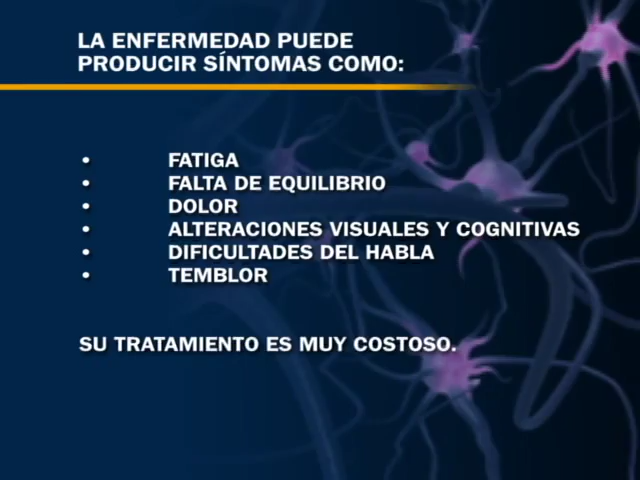 LA ENFERMEDAD PUEDE
PRODUCIR SÍNTOMAS COMO:
• FATIGA
• FALTA DE EQUILIBRIO
• DOLOR
• ALTERACIONES VISUALES Y COGNITIVAS
• DIFICULTADES DEL HABLA
• TEMBLOR
SU TRATAMIENTO ES MUY COSTOSO.